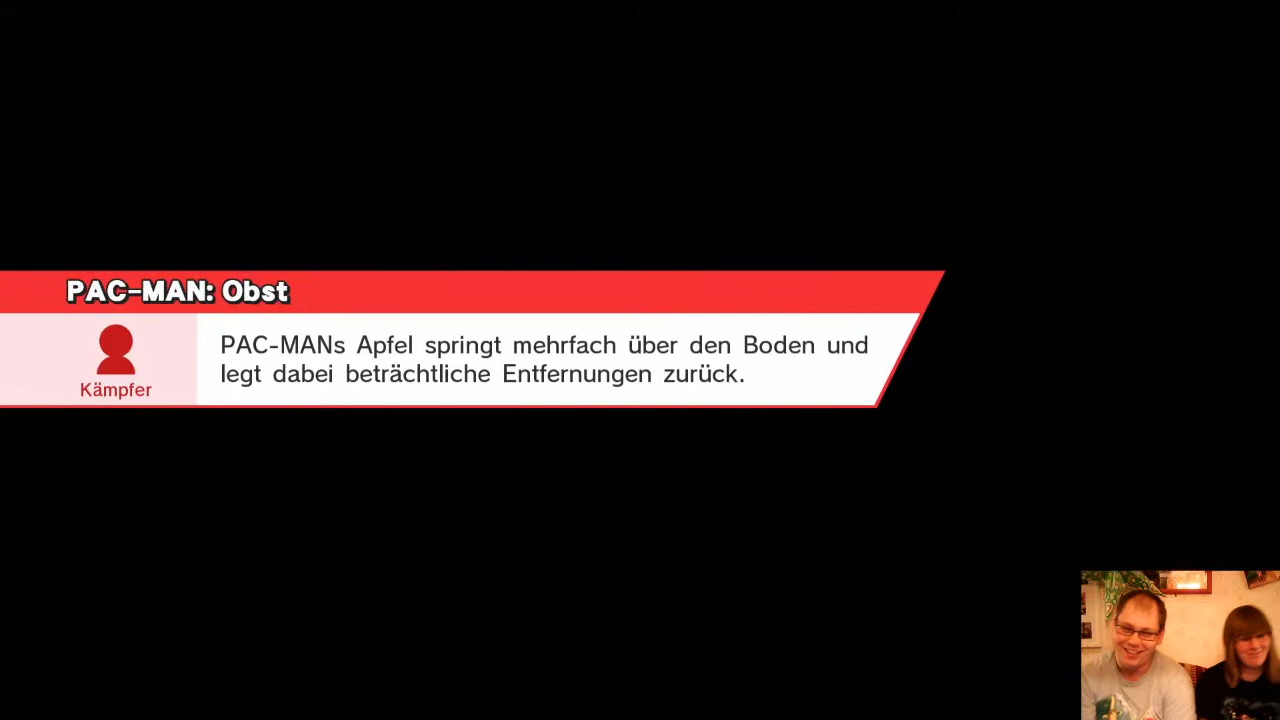 PAC-MAN: Obst
Kämpfer
PAC-MANs Apfel springt mehrfach über den Boden und
legt dabei beträchtliche Entfernungen zurück.